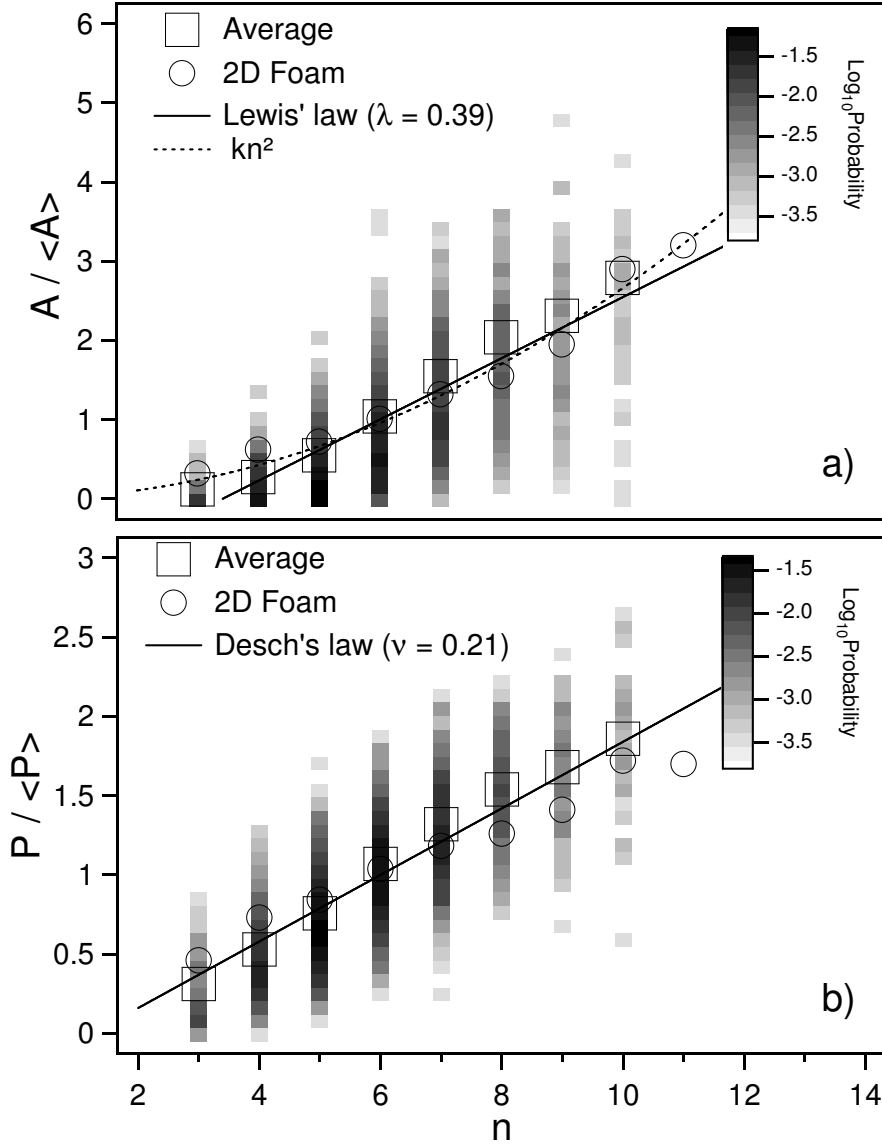 6
5
4
3
2
1
0
A / <A>
Average
2D Foam
Lewis' law (λ = 0.39)
kn²
-1.5
-2.0
-2.5
-3.0
-3.5
Log₁₀Probability
a)
3
2.5
2
1.5
1
0.5
0
P / <P>
Average
2D Foam
Desch's law (ν = 0.21)
-1.5
-2.0
-2.5
-3.0
-3.5
Log₁₀Probability
b)
2 4 6 8 10 12 14
n